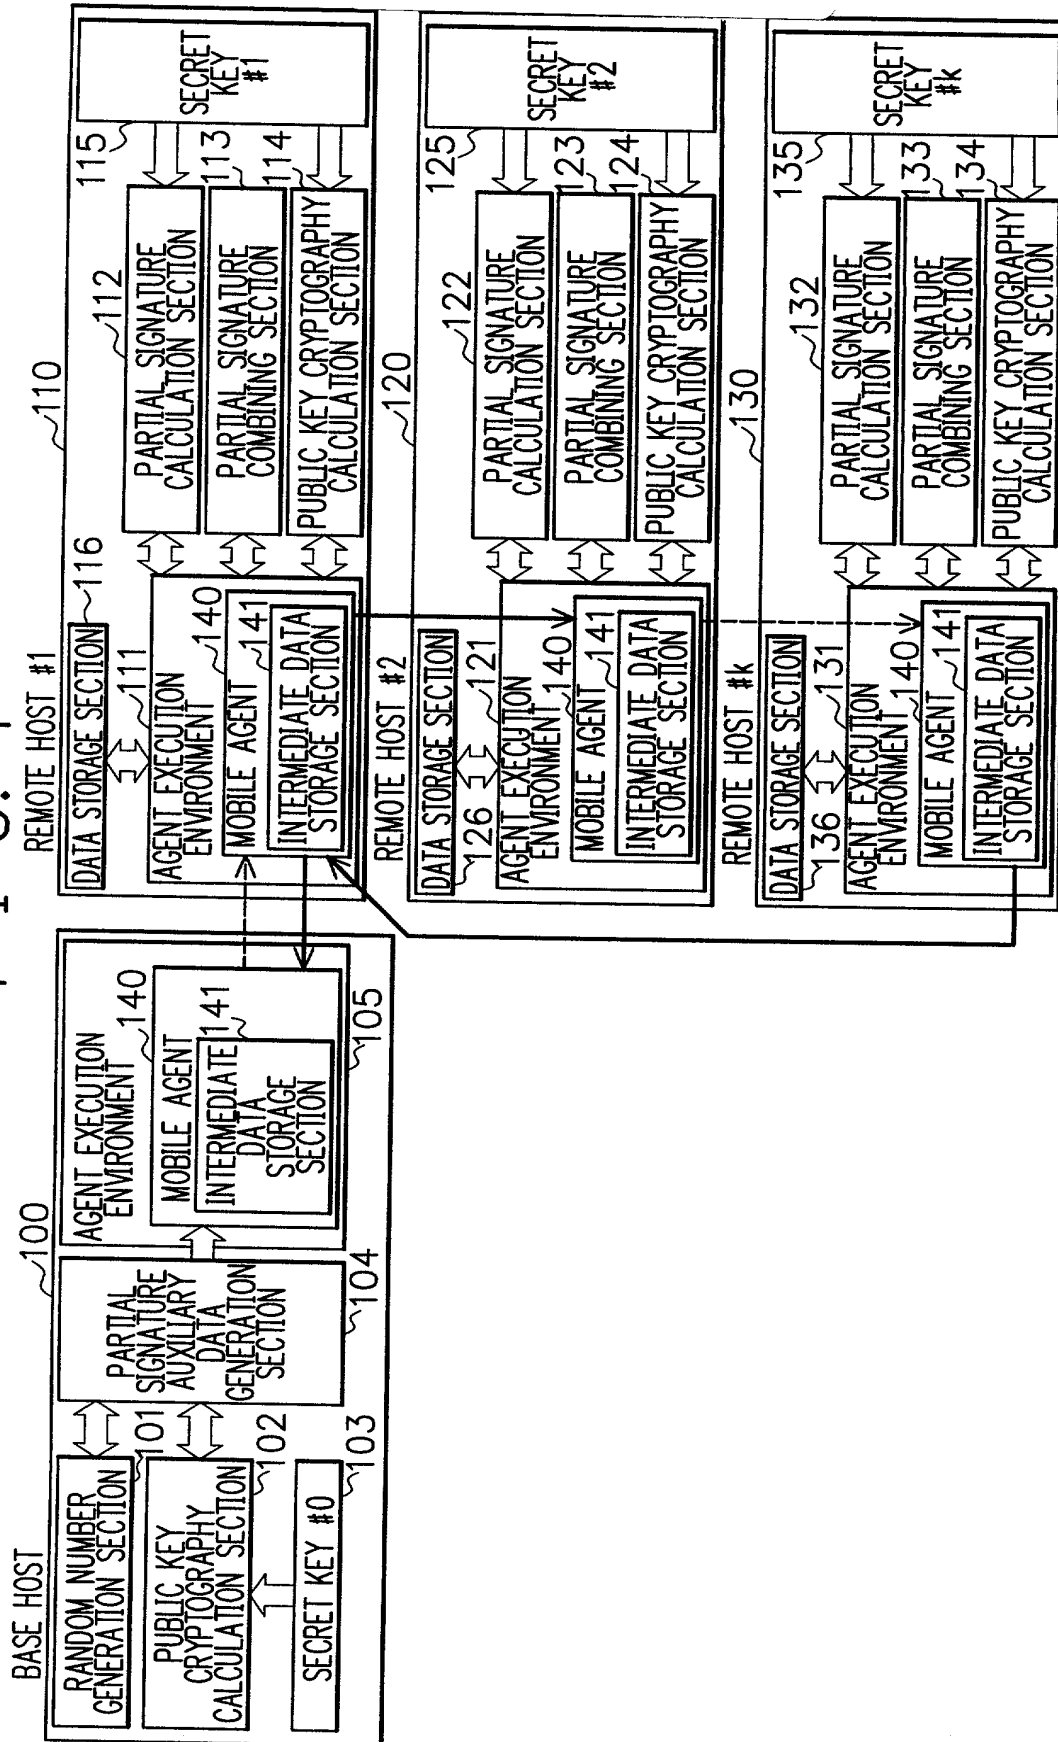 BASE HOST
100
RANDOM NUMBER
GENERATION SECTION
101
PUBLIC KEY
CRYPTOGRAPHY
CALCULATION SECTION
102
SECRET KEY #0
103
PARTIAL
SIGNATURE
AUXILIARY
DATA
GENERATION
SECTION
104
AGENT EXECUTION
ENVIRONMENT
140
MOBILE AGENT
141
INTERMEDIATE
DATA
STORAGE
SECTION
105
REMOTE HOST #1
110
DATA STORAGE SECTION
116
111
AGENT EXECUTION
ENVIRONMENT
140
MOBILE AGENT
141
INTERMEDIATE DATA
STORAGE SECTION
112
PARTIAL SIGNATURE
CALCULATION SECTION
PARTIAL SIGNATURE
COMBINING SECTION
113
PUBLIC KEY CRYPTOGRAPHY
CALCULATION SECTION
114
115
SECRET
KEY
#1
REMOTE HOST #2
120
DATA STORAGE SECTION
126
121
AGENT EXECUTION
ENVIRONMENT
140
MOBILE AGENT
141
INTERMEDIATE DATA
STORAGE SECTION
122
PARTIAL SIGNATURE
CALCULATION SECTION
PARTIAL SIGNATURE
COMBINING SECTION
123
PUBLIC KEY CRYPTOGRAPHY
CALCULATION SECTION
124
125
SECRET
KEY
#2
REMOTE HOST #k
130
DATA STORAGE SECTION
136
131
AGENT EXECUTION
ENVIRONMENT
140
MOBILE AGENT
141
INTERMEDIATE DATA
STORAGE SECTION
132
PARTIAL SIGNATURE
CALCULATION SECTION
PARTIAL SIGNATURE
COMBINING SECTION
133
PUBLIC KEY CRYPTOGRAPHY
CALCULATION SECTION
134
135
SECRET
KEY
#k